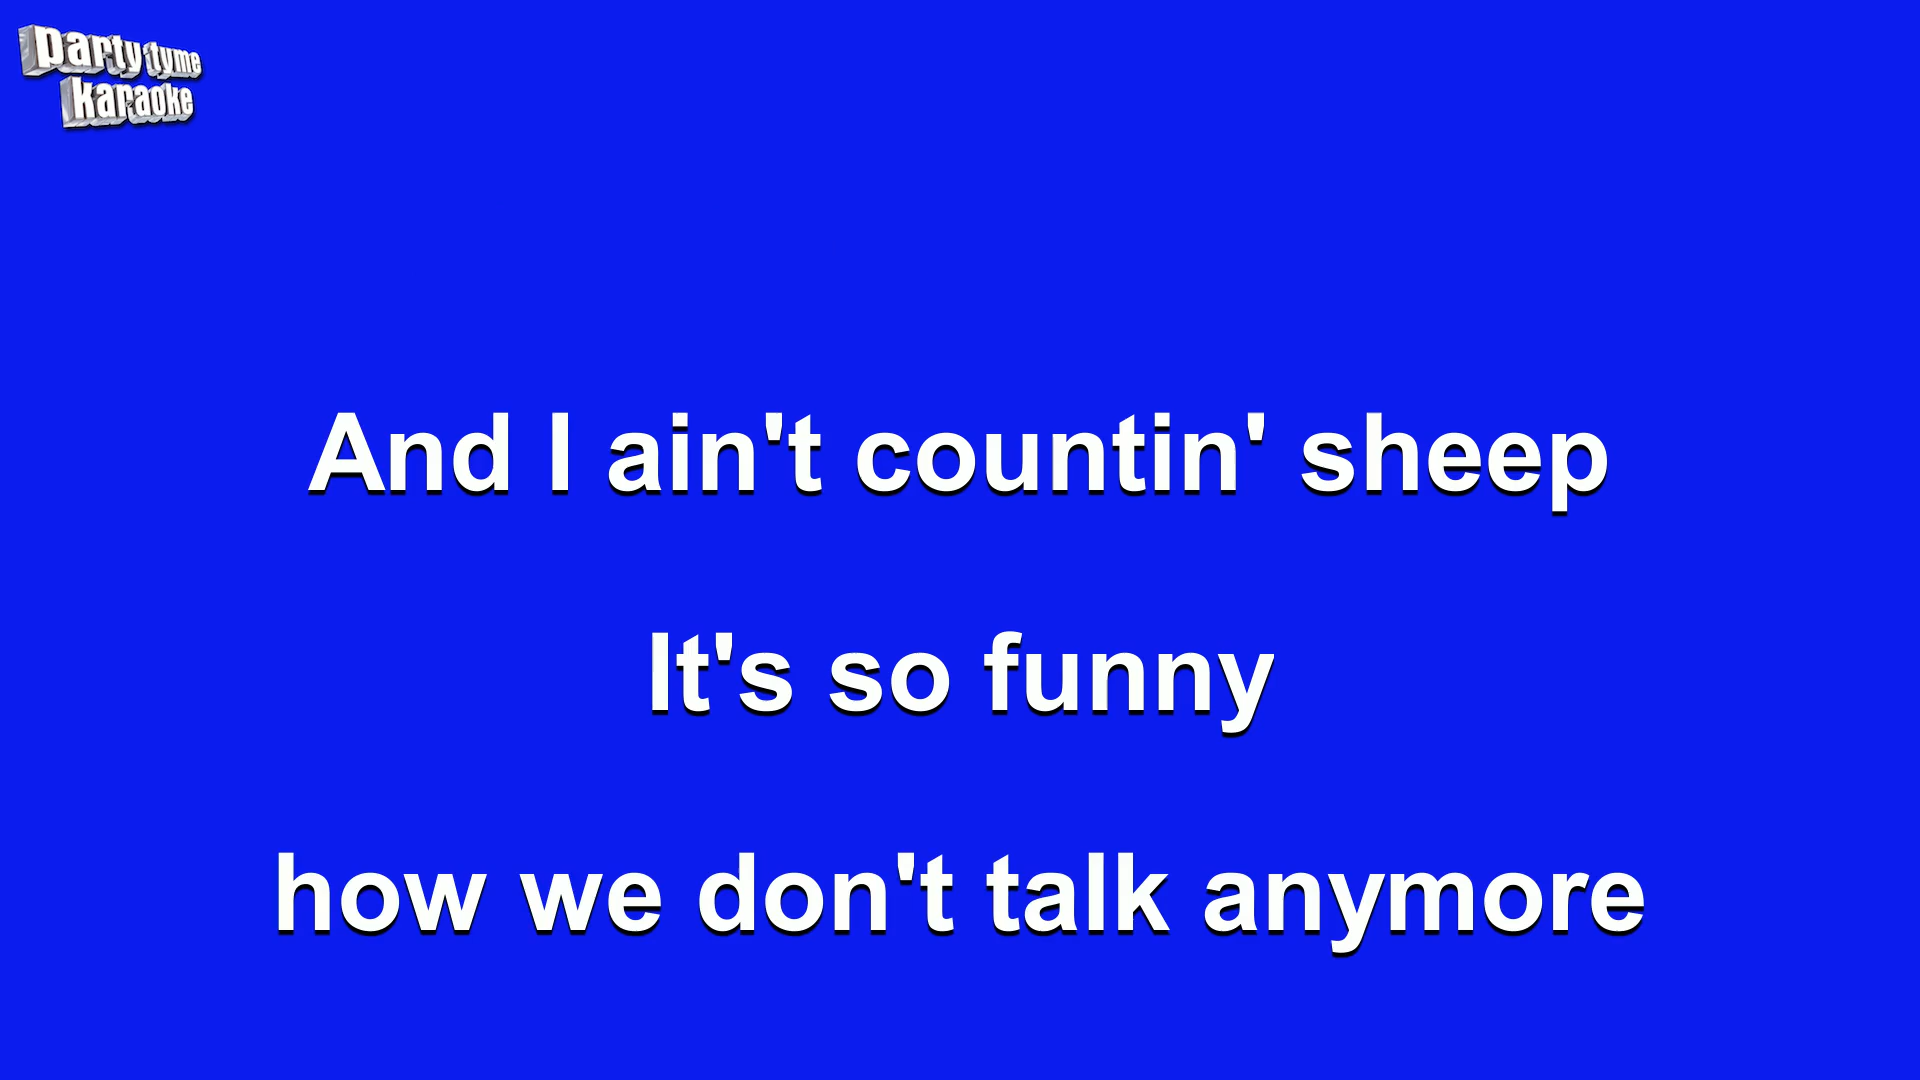 party tyme
karaoke
And I ain't countin' sheep
It's so funny
how we don't talk anymore